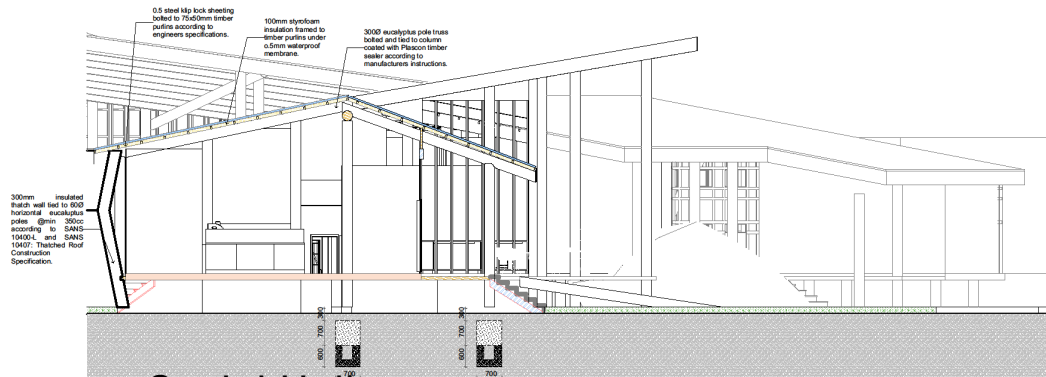 0.5 steel klip lock sheeting
bolted to 75x50mm timber
purlins according to
engineers specifications.
100mm styrofoam
insulation framed to
timber purlins under
o.5mm waterproof
membrane.
300Ø eucalyptus pole truss
bolted and tied to column
coated with Plascon timber
sealer according to
manufacturers instructions.
300mm insulated
thatch wall tied to 60Ø
horizontal eucaluptus
poles @min 350cc
according to SANS
10400-L and SANS
10407: Thatched Roof
Construction
Specification.
300
700
600
700
300
700
600
700